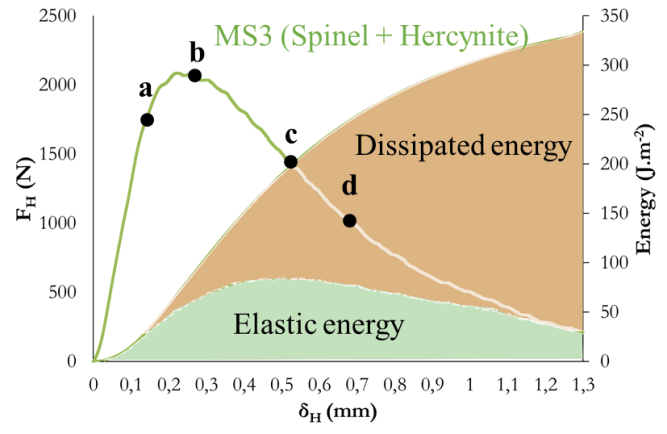 MS3 (Spinel + Hercynite)
2500
2000
1500
1000
500
0
F_H (N)
a
b
c
d
Dissipated energy
Elastic energy
350
300
250
200
150
100
50
0
Energy (J.m⁻²)
0 0,1 0,2 0,3 0,4 0,5 0,6 0,7 0,8 0,9 1 1,1 1,2 1,3
δ_H (mm)